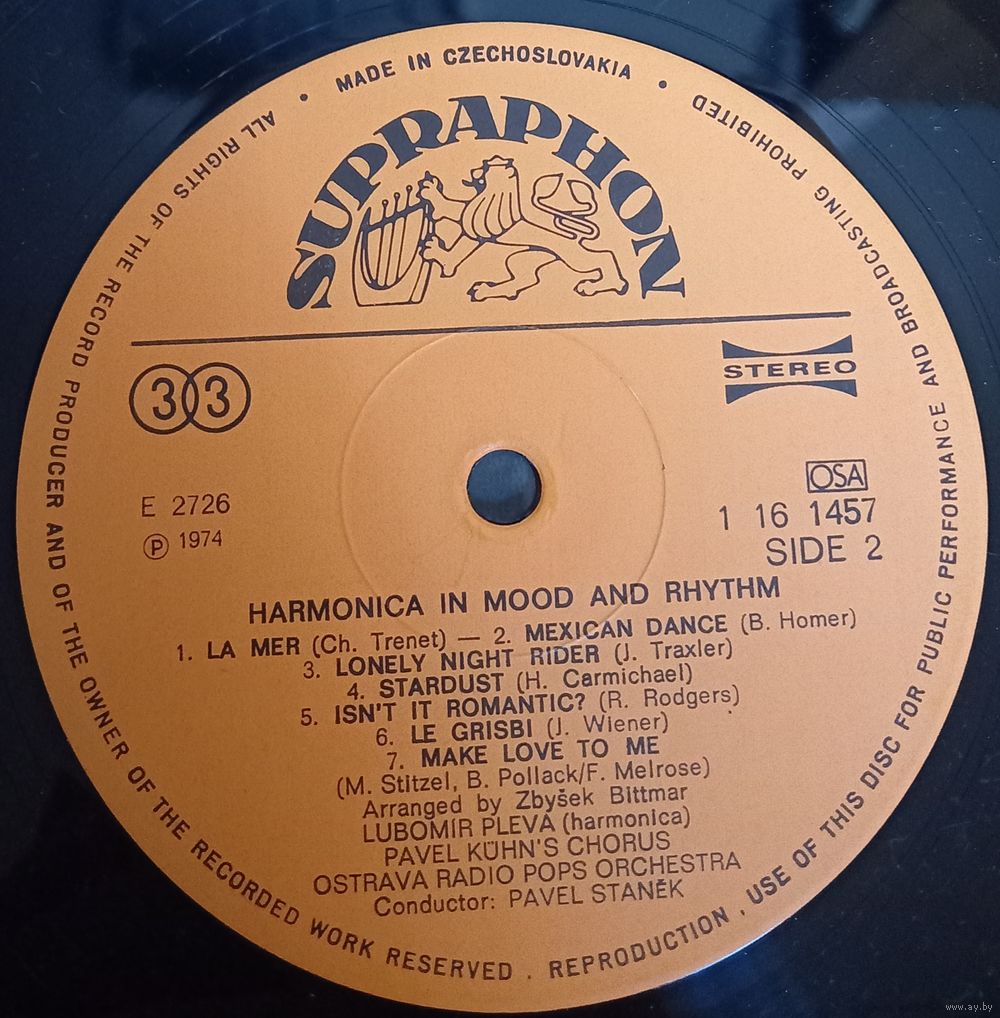 ALL RIGHTS OF THE RECORD PRODUCER AND OF THE OWNER OF THE RECORDED WORK RESERVED . REPRODUCTION . USE OF THIS DISC FOR PUBLIC PERFORMANCE AND BROADCASTING PROHIBITED • MADE IN CZECHOSLOVAKIA •
SUPRAPHON
33
STEREO
E 2726
Ⓟ 1974
OSA
1 16 1457
SIDE 2
HARMONICA IN MOOD AND RHYTHM
1. LA MER (Ch. Trenet) — 2. MEXICAN DANCE (B. Homer)
3. LONELY NIGHT RIDER (J. Traxler)
4. STARDUST (H. Carmichael)
5. ISN'T IT ROMANTIC? (R. Rodgers)
6. LE GRISBI (J. Wiener)
7. MAKE LOVE TO ME
(M. Stitzel, B. Pollack/F. Melrose)
Arranged by Zbyšek Bittmar
LUBOMÍR PLEVA (harmonica)
PAVEL KÜHN'S CHORUS
OSTRAVA RADIO POPS ORCHESTRA
Conductor: PAVEL STANĚK
www.ay.by